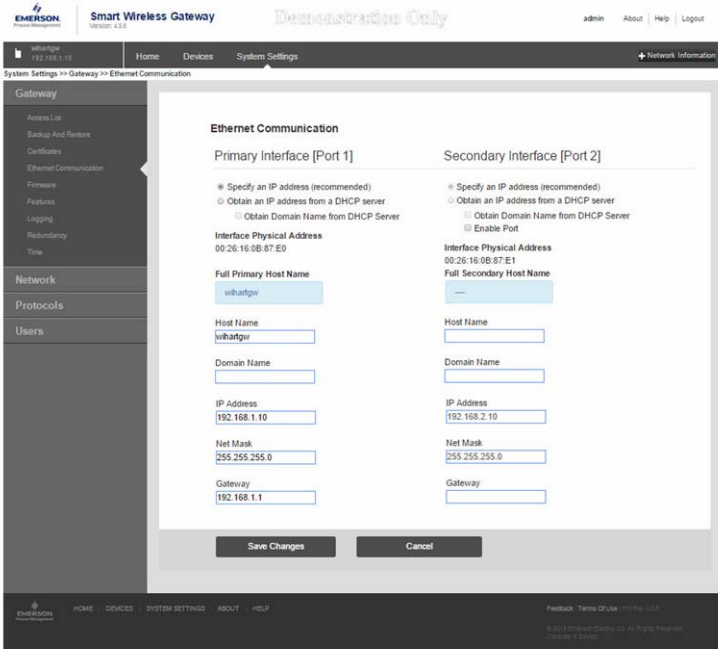 EMERSON.
Process Management
Smart Wireless Gateway
Version: 4.5.6
Demonstration Only
admin About Help Logout
wihartgw
192.168.1.10
Home Devices System Settings
+ Network Information
System Settings >> Gateway >> Ethernet Communication
Gateway
Access List
Backup And Restore
Certificates
Ethernet Communication
Firmware
Features
Logging
Redundancy
Time
Network
Protocols
Users
Ethernet Communication
Primary Interface [Port 1]
Specify an IP address (recommended)
Obtain an IP address from a DHCP server
Obtain Domain Name from DHCP Server
Interface Physical Address
00:26:16:0B:87:E0
Full Primary Host Name
wihartgw
Host Name
wihartgw
Domain Name
IP Address
192.168.1.10
Net Mask
255.255.255.0
Gateway
192.168.1.1
Secondary Interface [Port 2]
Specify an IP address (recommended)
Obtain an IP address from a DHCP server
Obtain Domain Name from DHCP Server
Enable Port
Interface Physical Address
00:26:16:0B:87:E1
Full Secondary Host Name
---
Host Name
Domain Name
IP Address
192.168.2.10
Net Mask
255.255.255.0
Gateway
Save Changes Cancel
EMERSON.
Process Management
HOME DEVICES SYSTEM SETTINGS ABOUT HELP
Feedback Terms Of Use